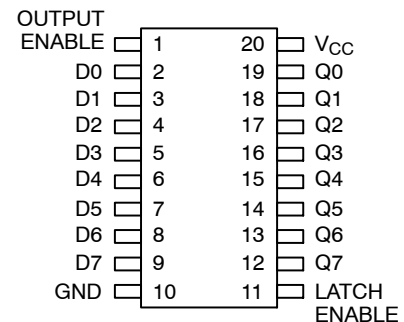 OUTPUT
ENABLE 1 20 VCC
D0 2 19 Q0
D1 3 18 Q1
D2 4 17 Q2
D3 5 16 Q3
D4 6 15 Q4
D5 7 14 Q5
D6 8 13 Q6
D7 9 12 Q7
GND 10 11 LATCH
ENABLE